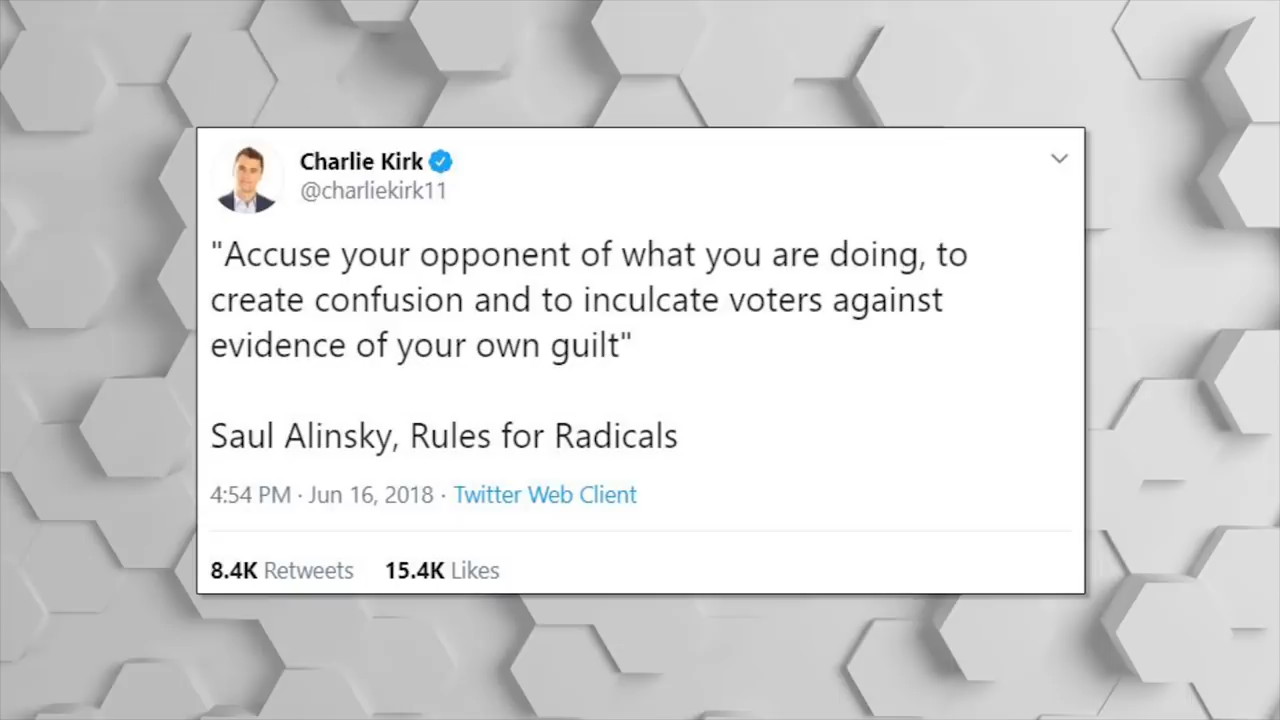 Charlie Kirk
@charliekirk11
"Accuse your opponent of what you are doing, to
create confusion and to inculcate voters against
evidence of your own guilt"
Saul Alinsky, Rules for Radicals
4:54 PM · Jun 16, 2018 · Twitter Web Client
8.4K Retweets 15.4K Likes